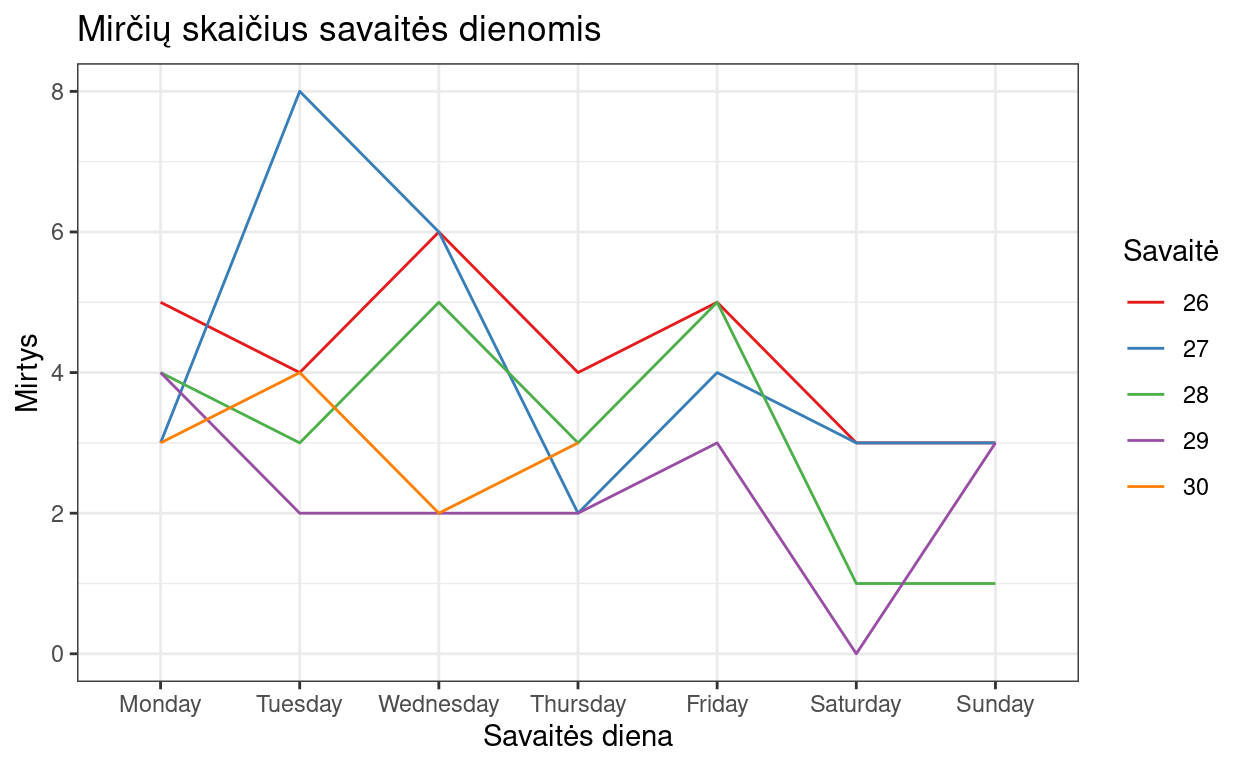 Mirčių skaičius savaitės dienomis
8
6
4
2
0
Mirtys
Monday Tuesday Wednesday Thursday Friday Saturday Sunday
Savaitės diena
Savaitė
26
27
28
29
30